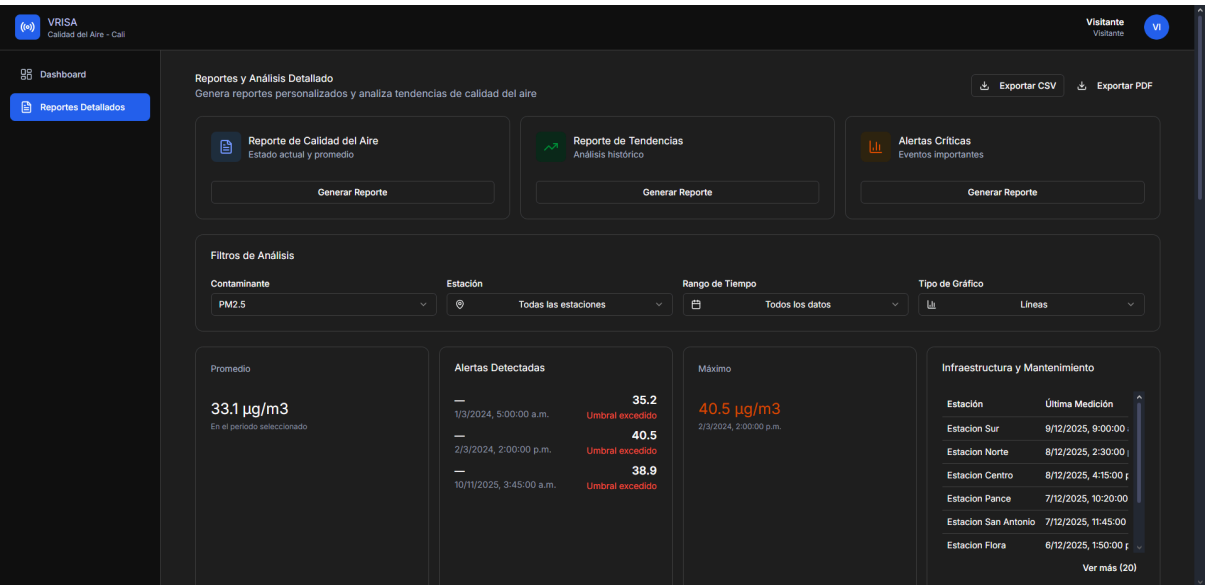 VRISA
Calidad del Aire - Cali
Visitante
Visitante
VI
Dashboard
Reportes Detallados
Reportes y Análisis Detallado
Genera reportes personalizados y analiza tendencias de calidad del aire
Exportar CSV
Exportar PDF
Reporte de Calidad del Aire
Estado actual y promedio
Generar Reporte
Reporte de Tendencias
Análisis histórico
Generar Reporte
Alertas Críticas
Eventos importantes
Generar Reporte
Filtros de Análisis
Contaminante
PM2.5
Estación
Todas las estaciones
Rango de Tiempo
Todos los datos
Tipo de Gráfico
Líneas
Promedio
33.1 µg/m3
En el periodo seleccionado
Alertas Detectadas
— 35.2
1/3/2024, 5:00:00 a.m. Umbral excedido
— 40.5
2/3/2024, 2:00:00 p.m. Umbral excedido
— 38.9
10/11/2025, 3:45:00 a.m. Umbral excedido
Máximo
40.5 µg/m3
2/3/2024, 2:00:00 p.m.
Infraestructura y Mantenimiento
Estación Última Medición
Estacion Sur 9/12/2025, 9:00:00
Estacion Norte 8/12/2025, 2:30:00
Estacion Centro 8/12/2025, 4:15:00
Estacion Pance 7/12/2025, 10:20:00
Estacion San Antonio 7/12/2025, 11:45:00
Estacion Flora 6/12/2025, 1:50:00
Ver más (20)